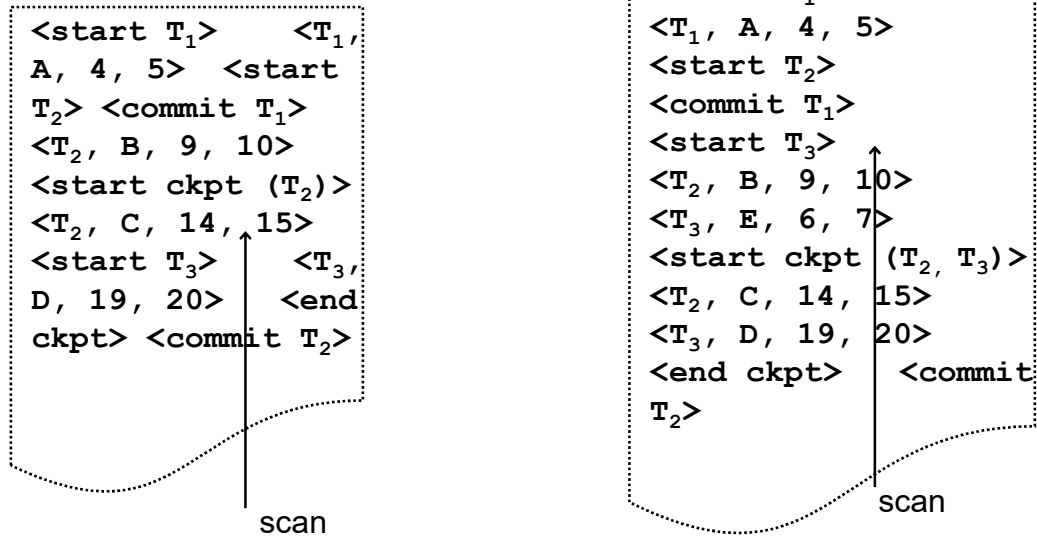 <start T₁> <T₁,
A, 4, 5> <start
T₂> <commit T₁>
<T₂, B, 9, 10>
<start ckpt (T₂)>
<T₂, C, 14, 15>
<start T₃> <T₃,
D, 19, 20> <end
ckpt> <commit T₂>
scan
<T₁, A, 4, 5>
<start T₂>
<commit T₁>
<start T₃>
<T₂, B, 9, 10>
<T₃, E, 6, 7>
<start ckpt (T₂, T₃)>
<T₂, C, 14, 15>
<T₃, D, 19, 20>
<end ckpt> <commit
T₂>
scan